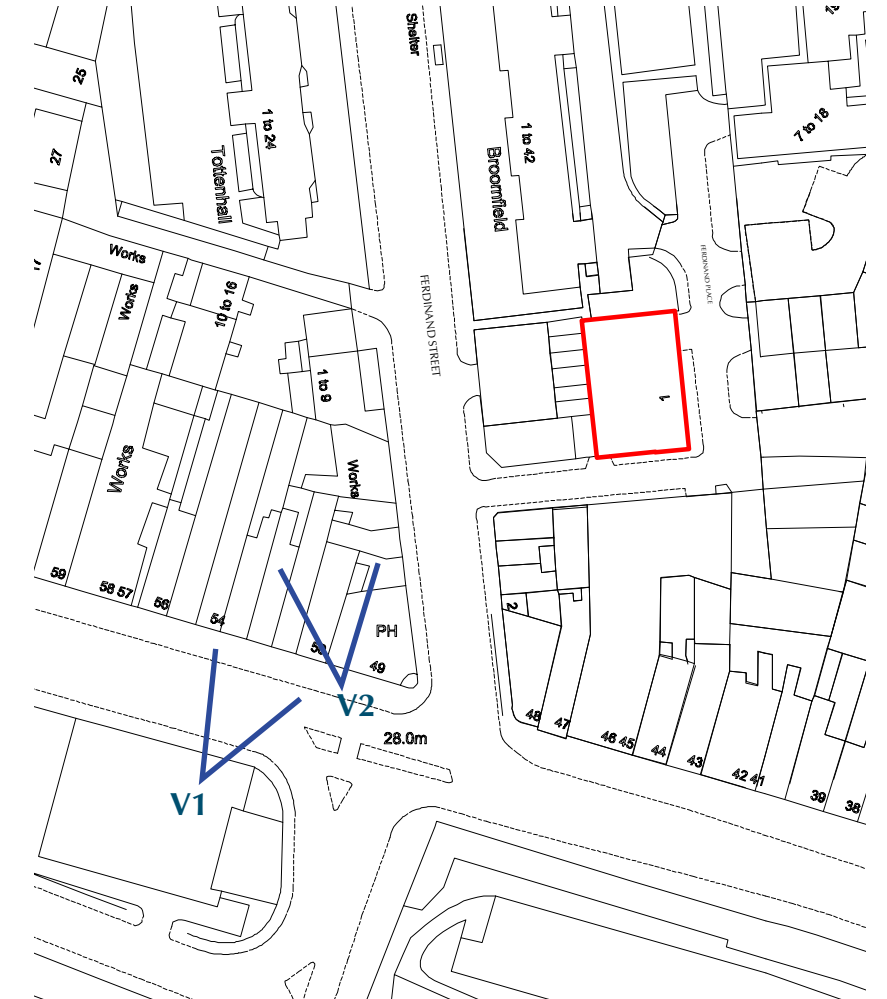 Shelter
25
1 to 24
Tottenhall
27
1 to 42
Broomfield
7 to 18
Works
Works
10 to 16
FERDINAND STREET
FERDINAND PLACE
1 to 9
1
Works
Works
59
58 57
56
54
49
PH
2
V2
28.0m
V1
48
47
46 45
44
43
42 41
39
38